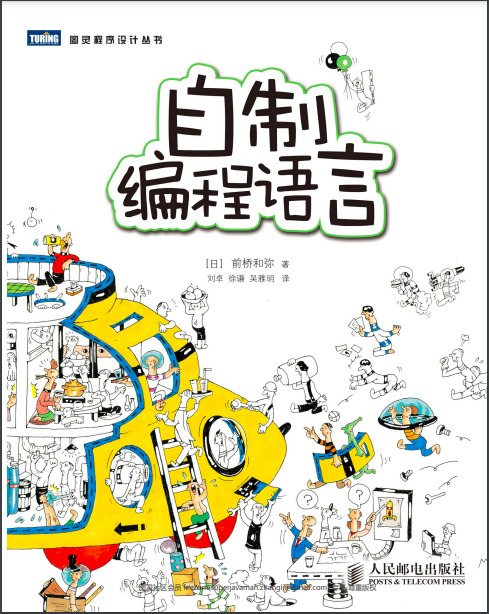 TURING 图灵程序设计丛书
自制
编程语言
[日] 前桥和弥 著
刘卓 徐谦 吴雅明 译
? ?
人民邮电出版社
POSTS & TELECOM PRESS